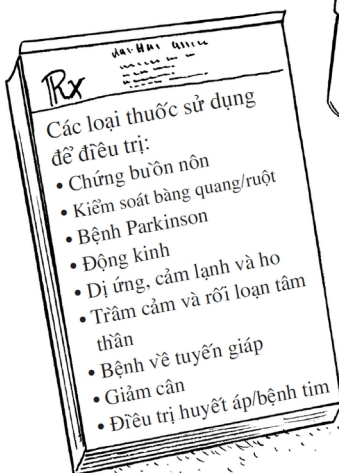 Rx
Các loại thuốc sử dụng
để điều trị:
• Chứng buồn nôn
• Kiểm soát bàng quang/ruột
• Bệnh Parkinson
• Động kinh
• Dị ứng, cảm lạnh và ho
• Trầm cảm và rối loạn tâm
thần
• Bệnh về tuyến giáp
• Giảm cân
• Điều trị huyết áp/bệnh tim